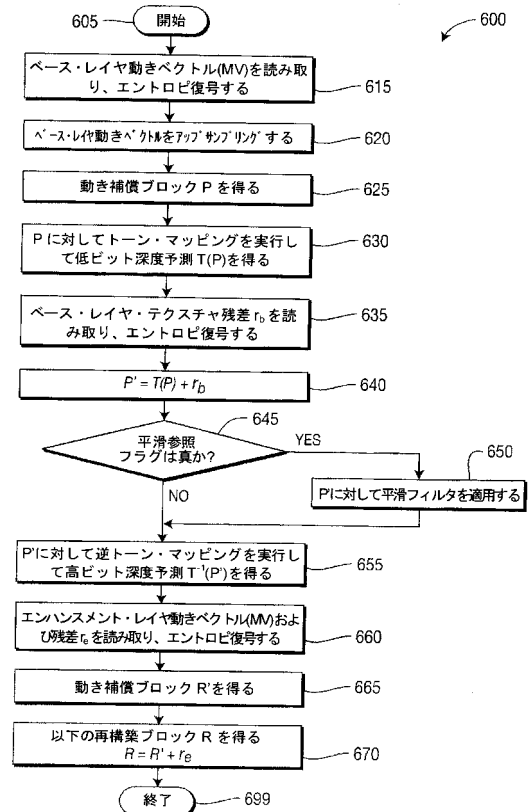 600
605
開始
ベース・レイヤ動きベクトル(MV)を読み取
り、エントロピ復号する
615
ベース・レイヤ動きベクトルをアップサンプリングする
620
動き補償ブロック P を得る
625
P に対してトーン・マッピングを実行し
て低ビット深度予測 T(P)を得る
630
ベース・レイヤ・テクスチャ残差 rb を読
み取り、エントロピ復号する
635
P' = T(P) + rb
640
645
平滑参照
フラグは真か?
YES
NO
650
P'に対して平滑フィルタを適用する
P'に対して逆トーン・マッピングを実行し
て高ビット深度予測 T⁻¹(P')を得る
655
エンハンスメント・レイヤ動きベクトル(MV)およ
び残差 re を読み取り、エントロピ復号する
660
動き補償ブロック R'を得る
665
以下の再構築ブロック R を得る
R = R' + re
670
終了
699